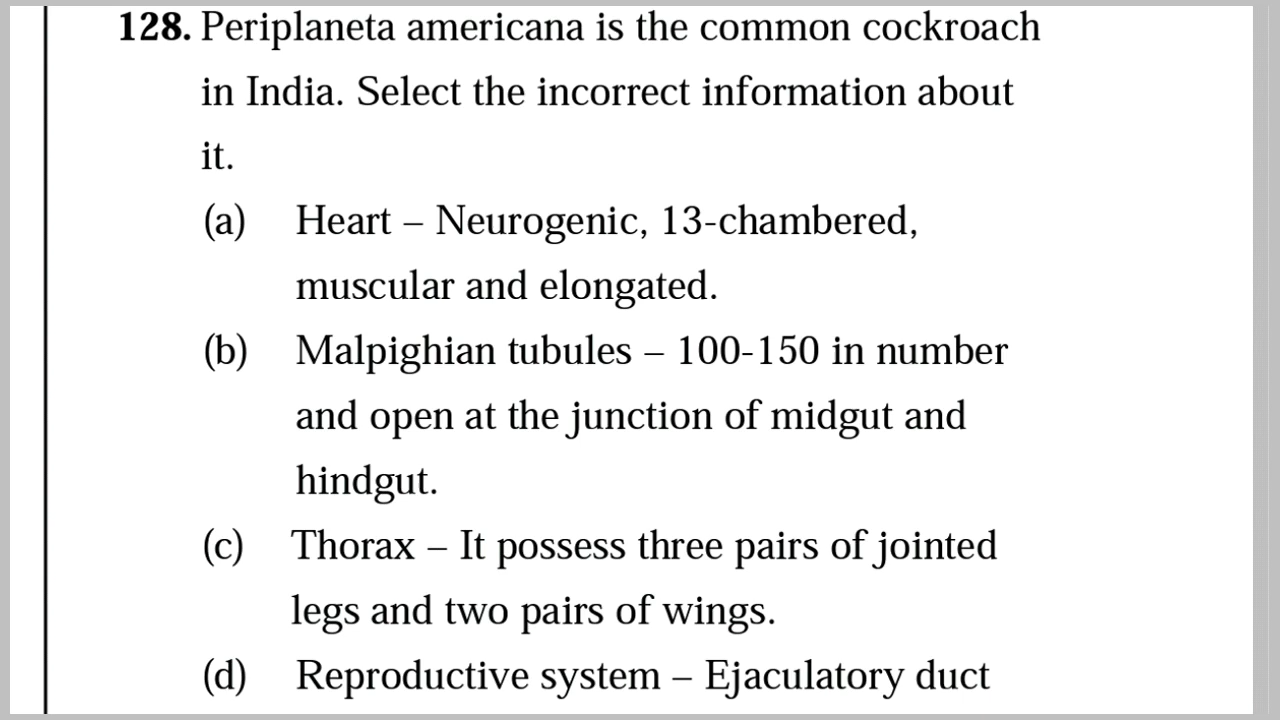 128. Periplaneta americana is the common cockroach
in India. Select the incorrect information about
it.
(a) Heart – Neurogenic, 13-chambered,
muscular and elongated.
(b) Malpighian tubules – 100-150 in number
and open at the junction of midgut and
hindgut.
(c) Thorax – It possess three pairs of jointed
legs and two pairs of wings.
(d) Reproductive system – Ejaculatory duct